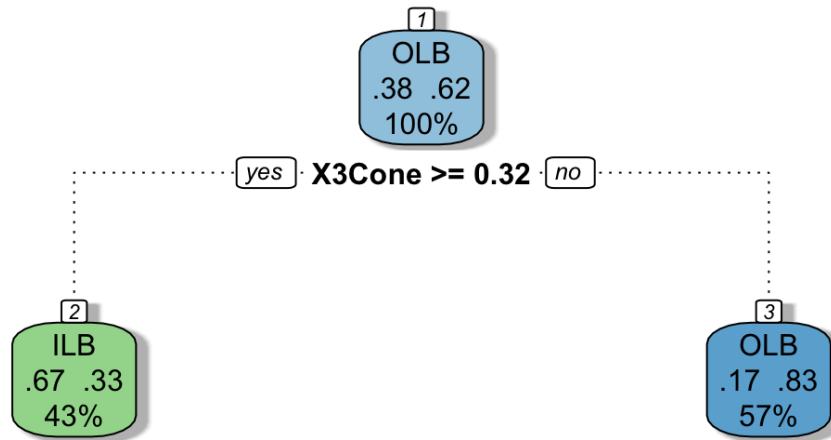 1
OLB
.38 .62
100%
yes X3Cone >= 0.32 no
2
ILB
.67 .33
43%
3
OLB
.17 .83
57%